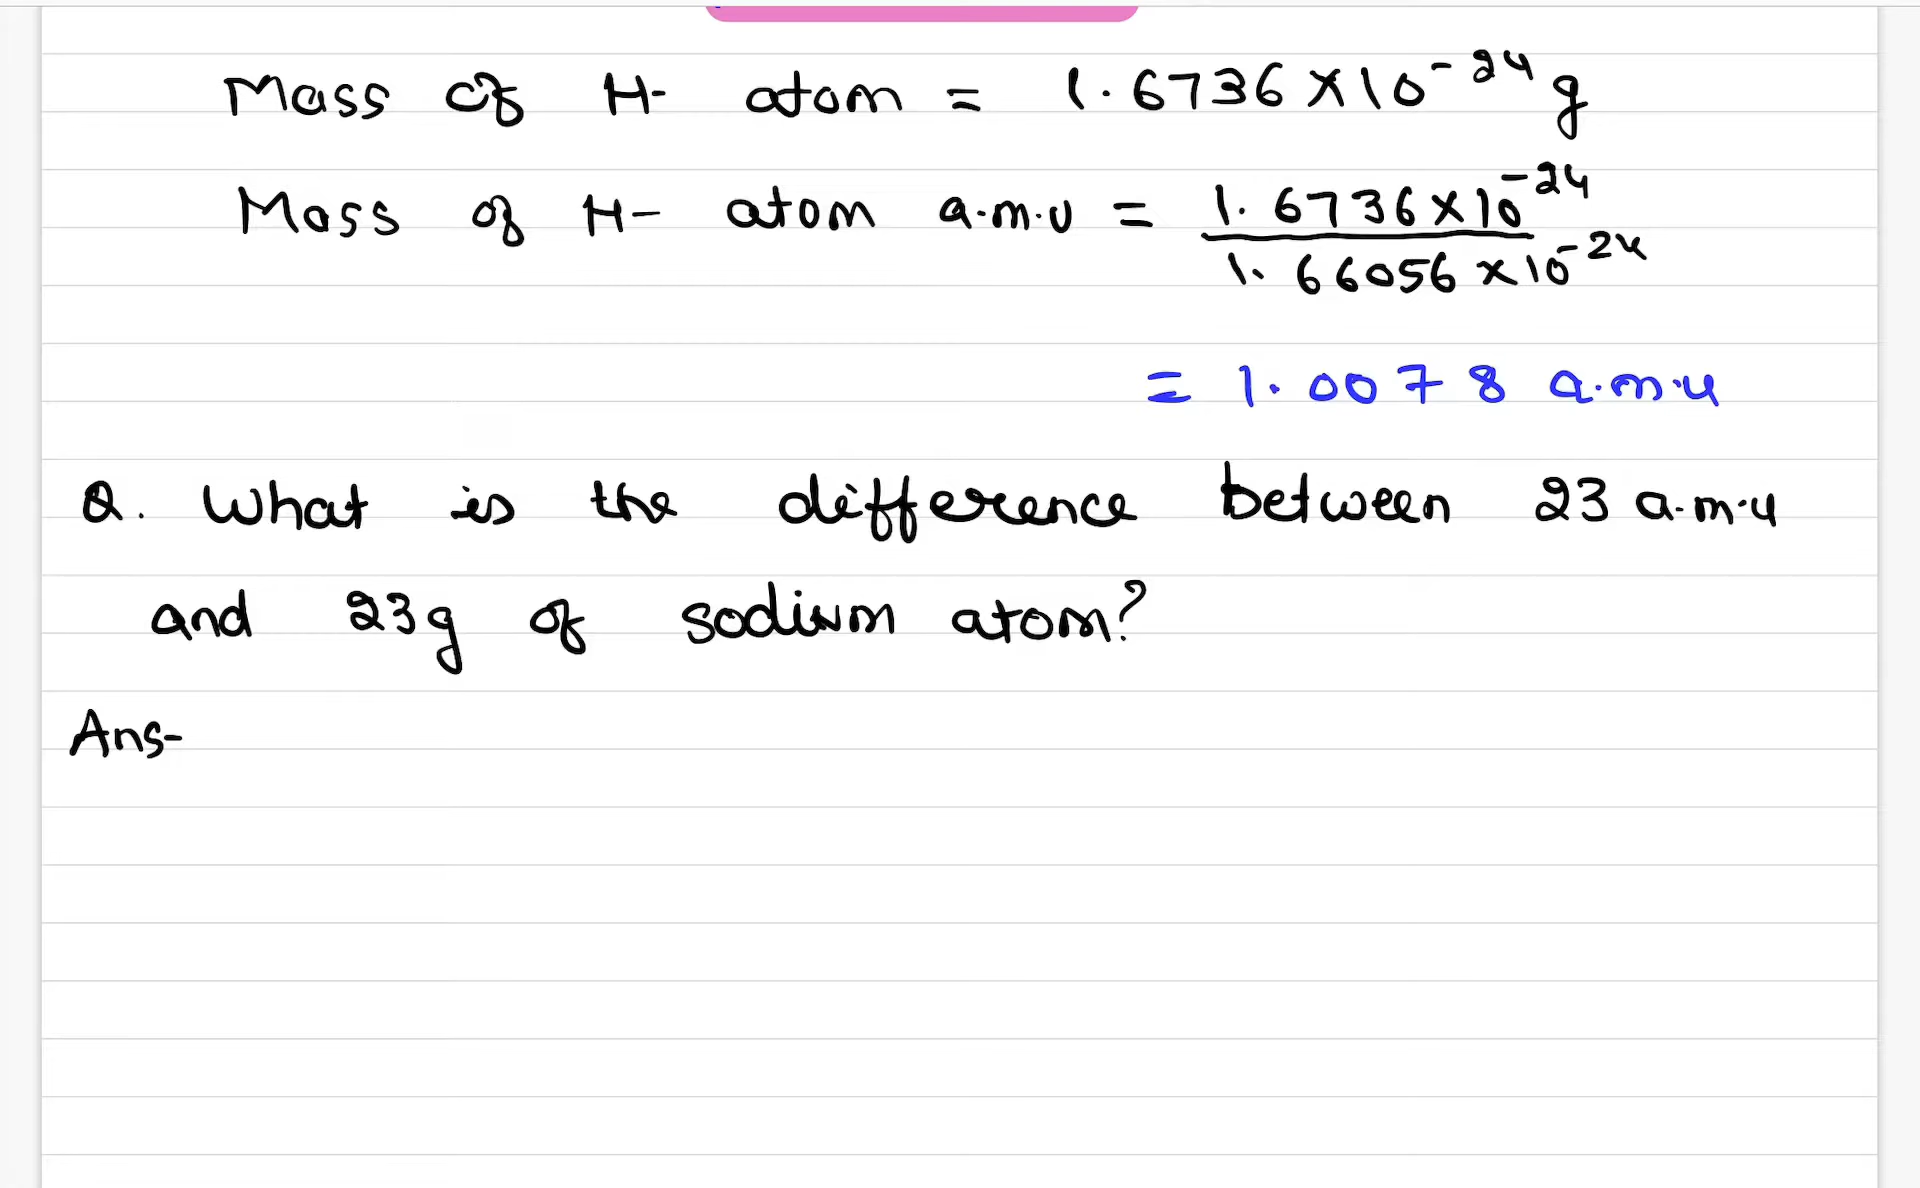 Mass of H- atom = 1.6736 × 10⁻²⁴ g
Mass of H- atom a.m.u = 1.6736 × 10⁻²⁴
1.66056 × 10⁻²⁴
= 1.0078 a.m.u
Q. What is the difference between 23 a.m.u
and 23g of sodium atom?
Ans-